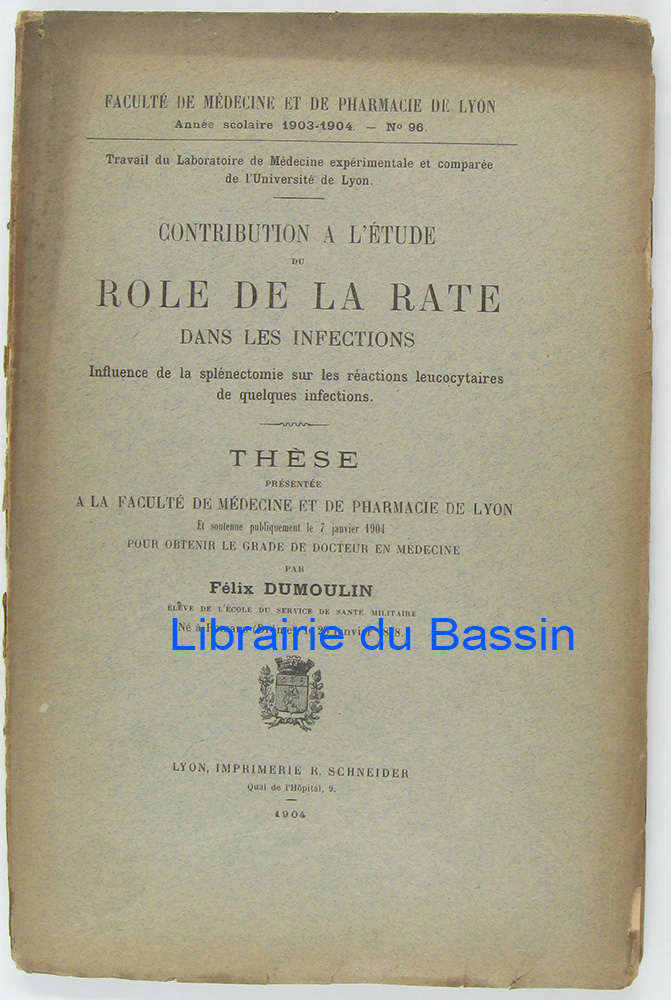 FACULTÉ DE MÉDECINE ET DE PHARMACIE DE LYON
Année scolaire 1903-1904. — No 96.
Travail du Laboratoire de Médecine expérimentale et comparée
de l'Université de Lyon.
CONTRIBUTION A L'ÉTUDE
DU
ROLE DE LA RATE
DANS LES INFECTIONS
Influence de la splénectomie sur les réactions leucocytaires
de quelques infections.
THÈSE
PRÉSENTÉE
A LA FACULTÉ DE MÉDECINE ET DE PHARMACIE DE LYON
Et soutenue publiquement le 7 janvier 1904
POUR OBTENIR LE GRADE DE DOCTEUR EN MÉDECINE
PAR
Félix DUMOULIN
ÉLÈVE DE L'ÉCOLE DU SERVICE DE SANTÉ MILITAIRE
Né à
Librairie du Bassin
LYON, IMPRIMERIE R. SCHNEIDER
Quai de l'Hôpital, 9.
1904